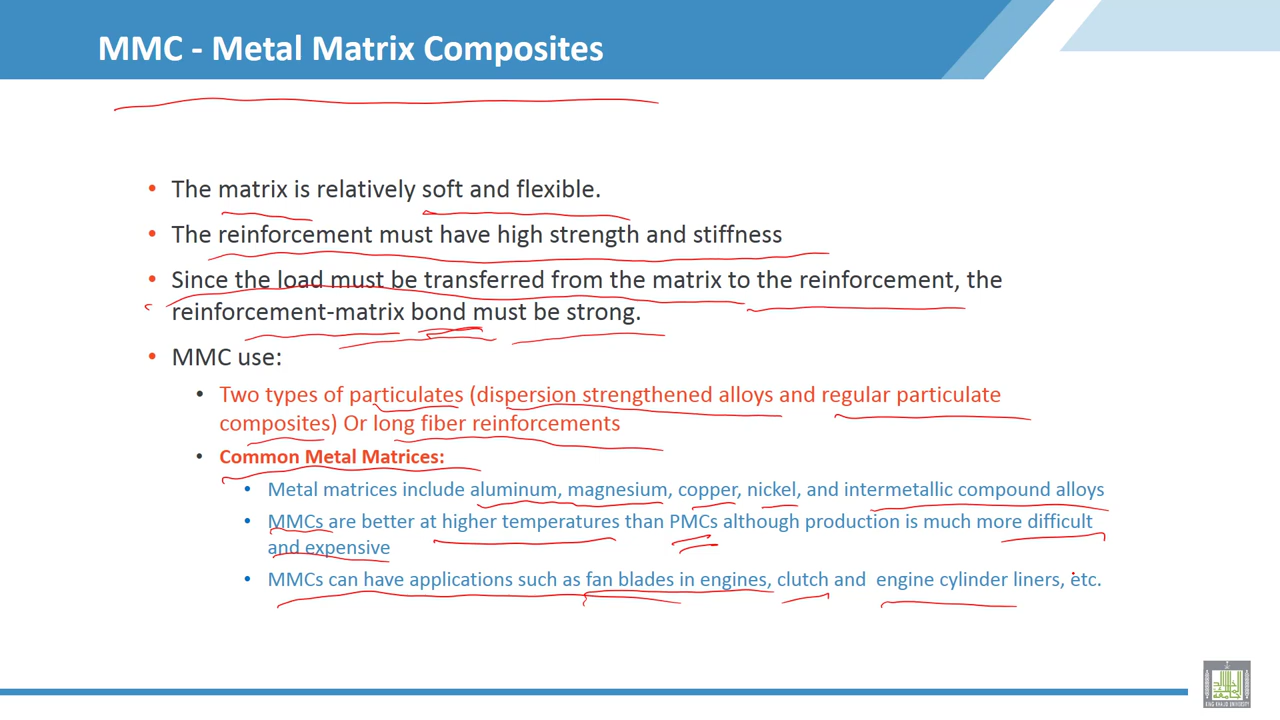 MMC - Metal Matrix Composites
• The matrix is relatively soft and flexible.
• The reinforcement must have high strength and stiffness
• Since the load must be transferred from the matrix to the reinforcement, the
reinforcement-matrix bond must be strong.
• MMC use:
• Two types of particulates (dispersion strengthened alloys and regular particulate
composites) Or long fiber reinforcements
• Common Metal Matrices:
• Metal matrices include aluminum, magnesium, copper, nickel, and intermetallic compound alloys
• MMCs are better at higher temperatures than PMCs although production is much more difficult
and expensive
• MMCs can have applications such as fan blades in engines, clutch and engine cylinder liners, etc.
KING KHALID UNIVERSITY